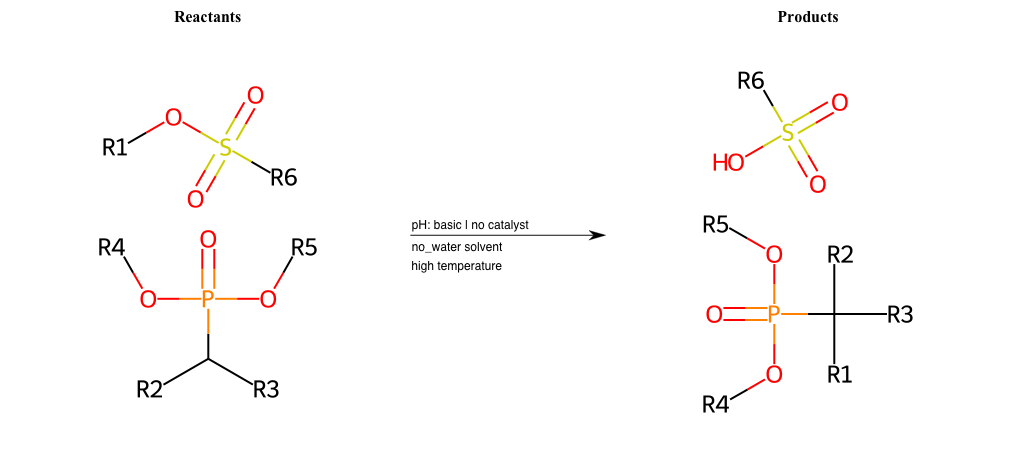 Reactants
Products
R1
O
O
S
O
R6
R4
O
R5
O
P
O
R2
R3
pH: basic | no catalyst
no_water solvent
high temperature
R6
O
S
HO
O
R5
O
R2
O
P
R3
O
R1
R4